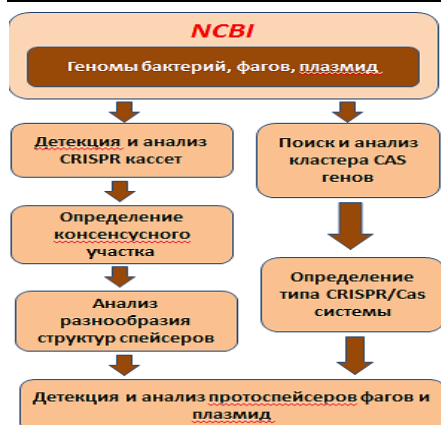 NCBI
Геномы бактерий, фагов, плазмид
Детекция и анализ
CRISPR кассет
Определение
консенсусного
участка
Анализ
разнообразия
структур спейсеров
Поиск и анализ
кластера CAS
генов
Определение
типа CRISPR/Cas
системы
Детекция и анализ протоспейсеров фагов и
плазмид